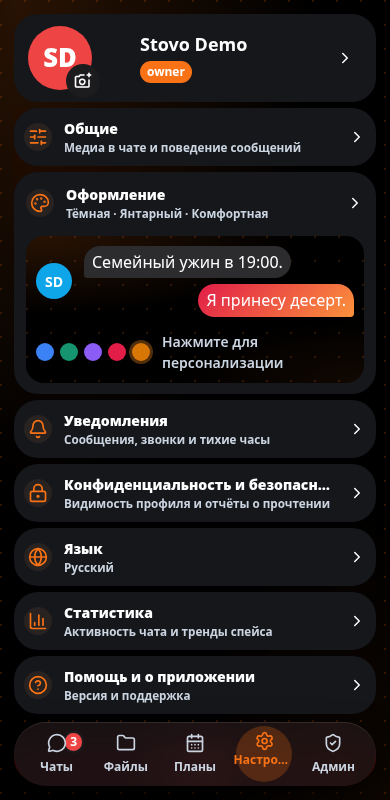 SD
Stovo Demo
owner
Общие
Медиа в чате и поведение сообщений
Оформление
Тёмная · Янтарный · Комфортная
Семейный ужин в 19:00.
SD
Я принесу десерт.
Нажмите для
персонализации
Уведомления
Сообщения, звонки и тихие часы
Конфиденциальность и безопасн...
Видимость профиля и отчёты о прочтении
Язык
Русский
Статистика
Активность чата и тренды спейса
Помощь и о приложении
Версия и поддержка
3
Чаты
Файлы
Планы
Настро...
Админ